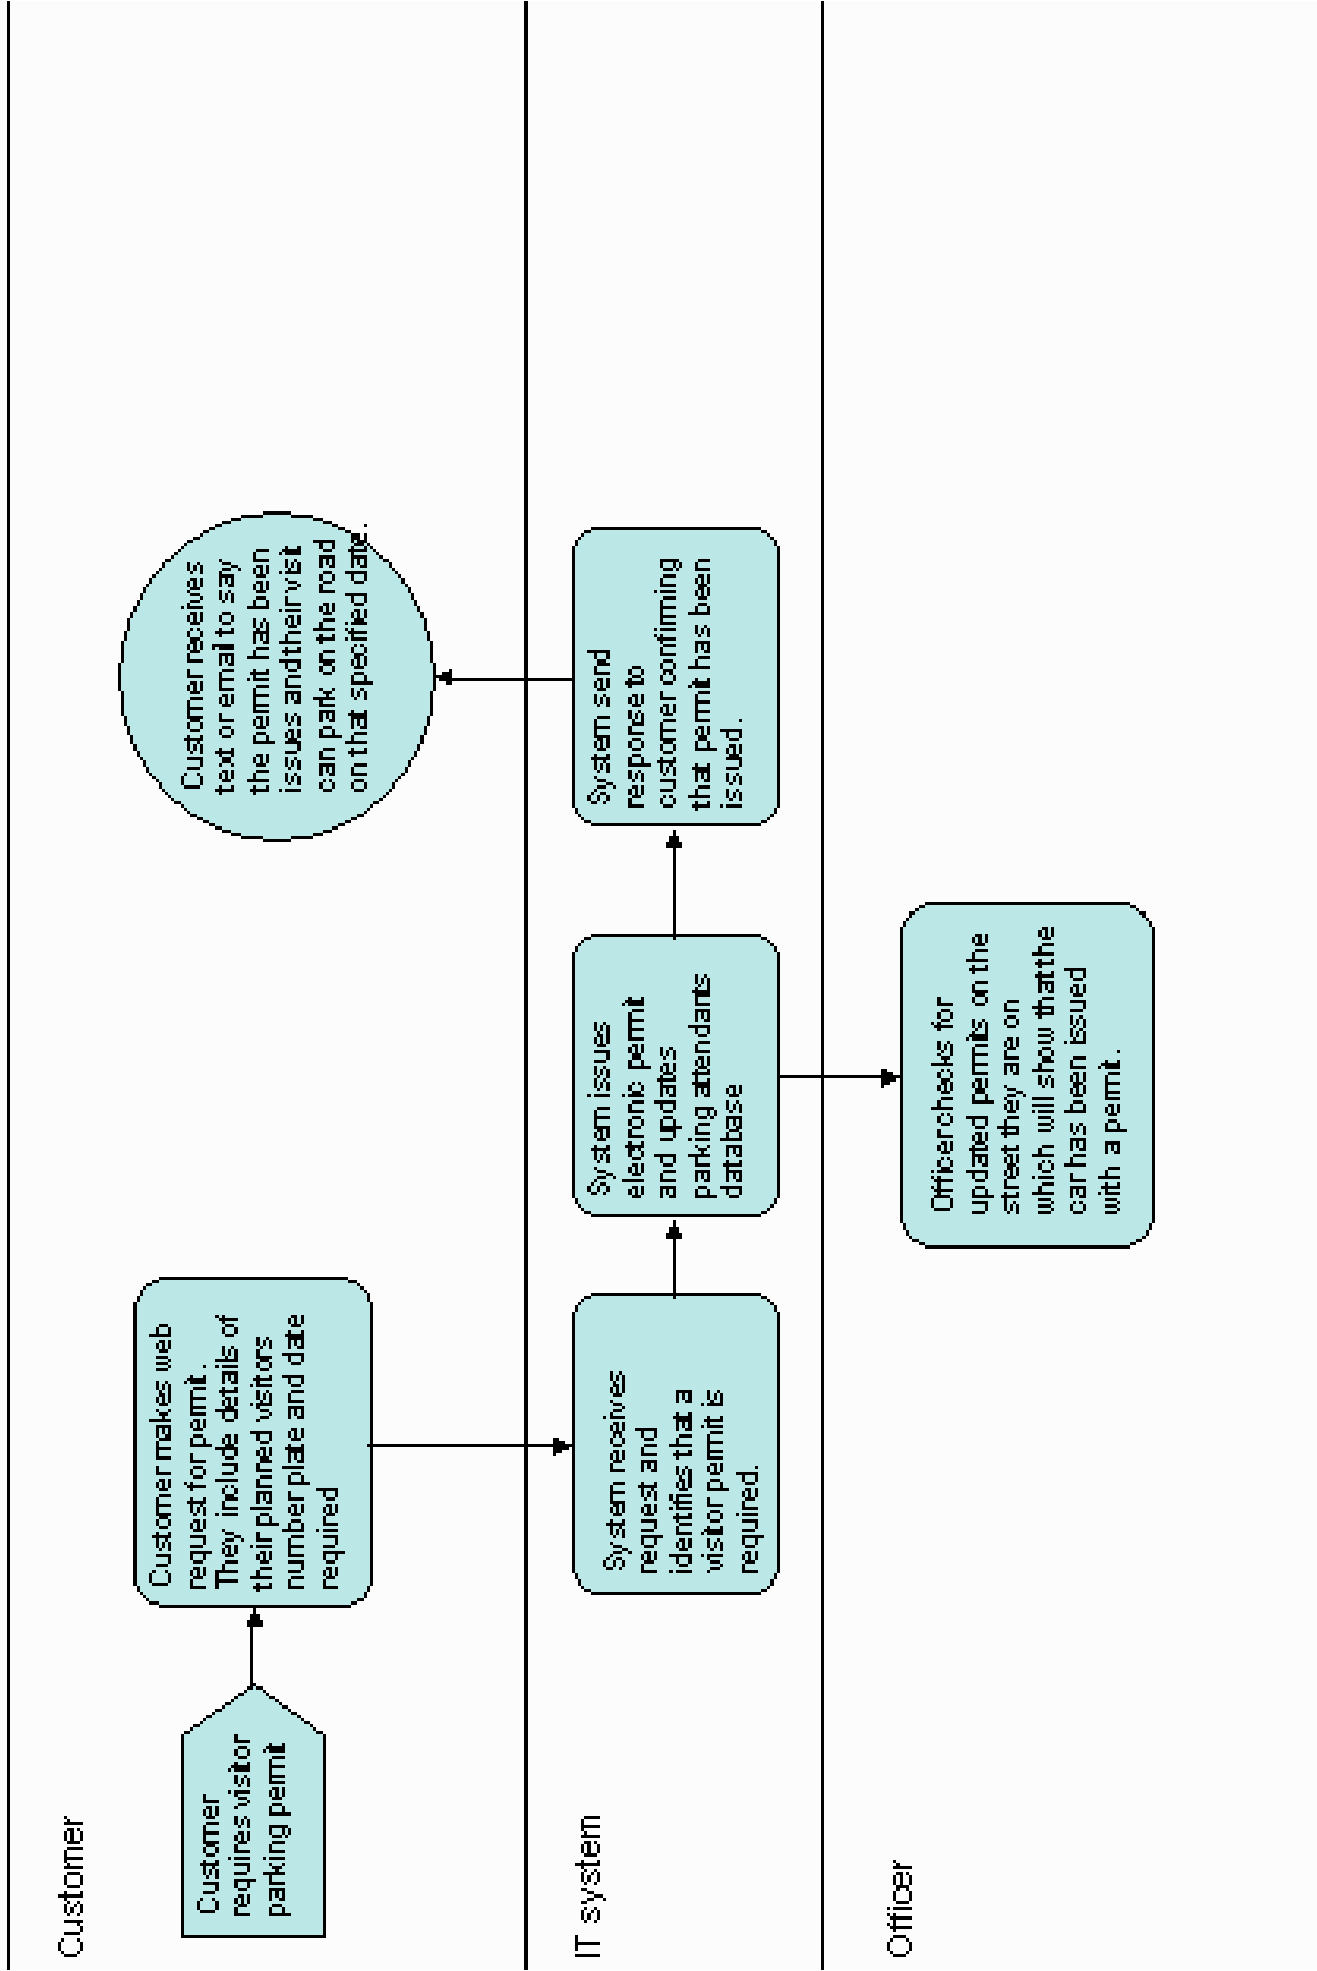 Customer
Customer
requires visitor
parking permit
Customer makes web
request for permit.
They include details of
their planned visitors
number plate and date
required
Customer receives
text or email to say
the permit has been
issues and their visit
can park on the road
on that specified date.
IT system
System receives
request and
identifies that a
visitor permit is
required.
System issues
electronic permit
and updates
parking attendants
database
System send
response to
customer confirming
that permit has been
issued.
Officer
Officer checks for
updated permits on the
street they are on
which will show that the
car has been issued
with a permit.